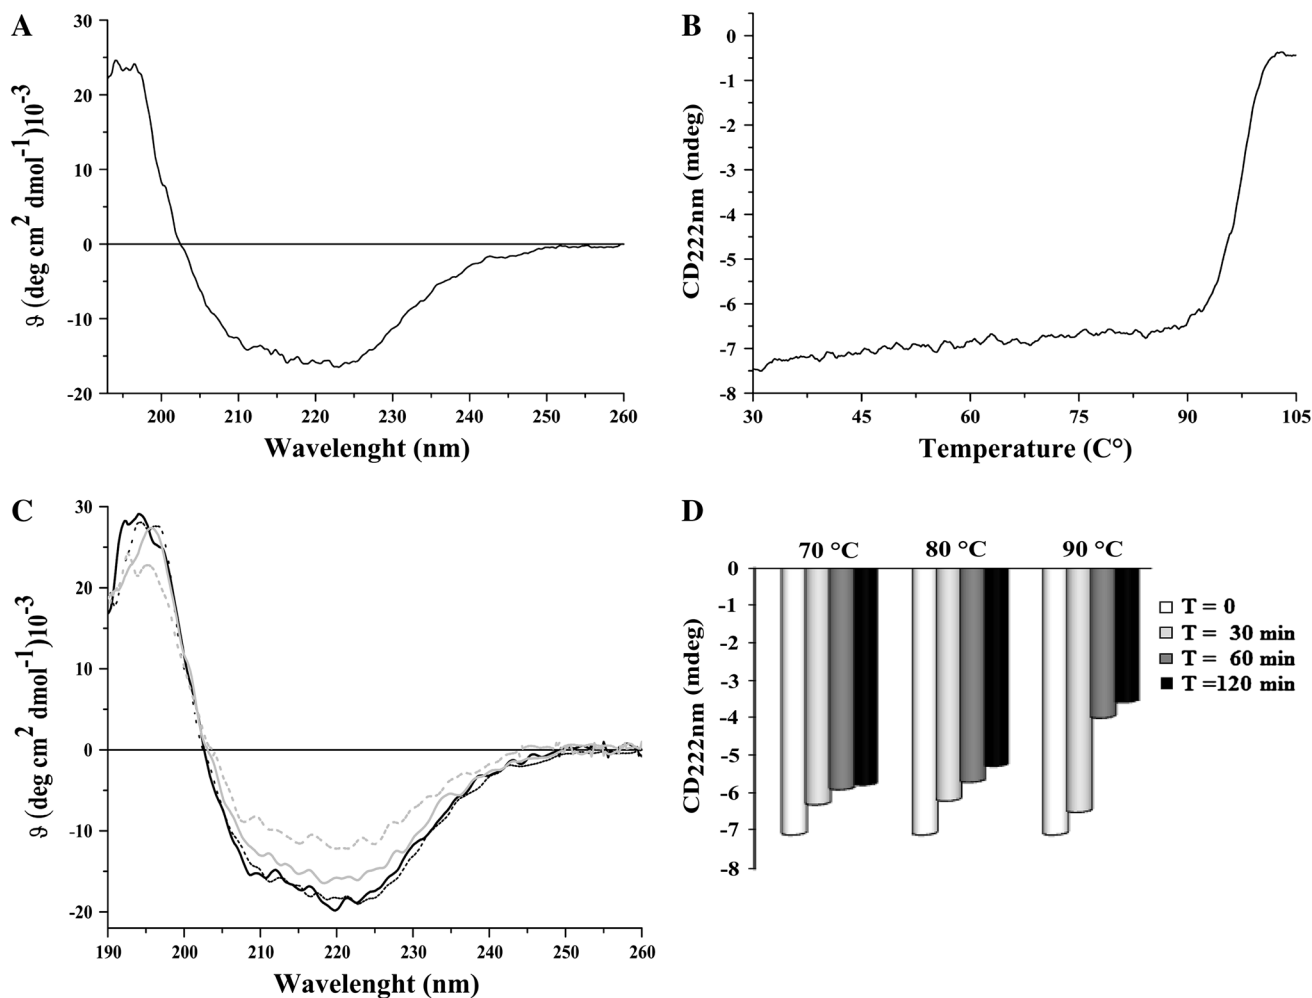 A
30
20
10
0
-10
-20
ϑ (deg cm2 dmol-1)10-3
200
210
220
230
240
250
260
Wavelenght (nm)
B
0
-1
-2
-3
-4
-5
-6
-7
-8
CD222nm (mdeg)
30
45
60
75
90
105
Temperature (C°)
C
30
20
10
0
-10
-20
ϑ (deg cm2 dmol-1)10-3
190
200
210
220
230
240
250
260
Wavelenght (nm)
D
70 °C
80 °C
90 °C
0
-1
-2
-3
-4
-5
-6
-7
-8
CD222nm (mdeg)
T = 0
T = 30 min
T = 60 min
T =120 min